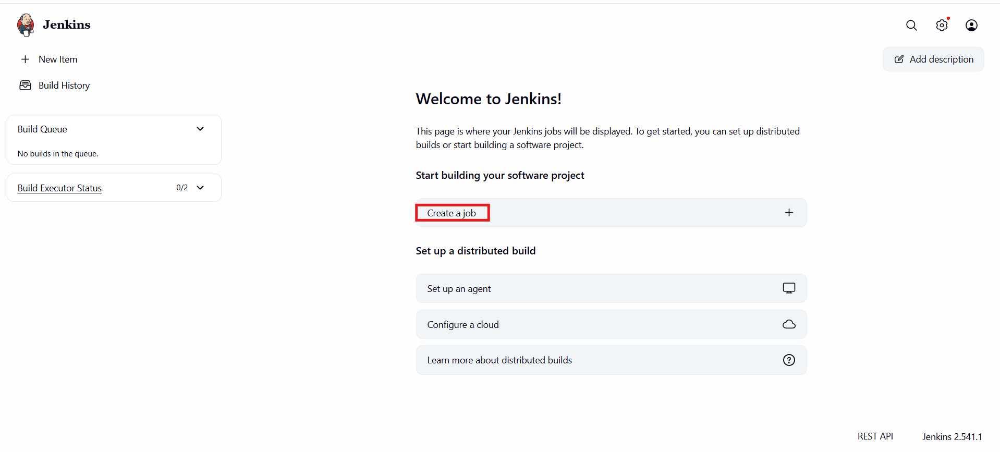 Jenkins
New Item
Add description
Build History
Welcome to Jenkins!
Build Queue
No builds in the queue.
Build Executor Status 0/2
This page is where your Jenkins jobs will be displayed. To get started, you can set up distributed
builds or start building a software project.
Start building your software project
Create a job
Set up a distributed build
Set up an agent
Configure a cloud
Learn more about distributed builds
REST API
Jenkins 2.541.1